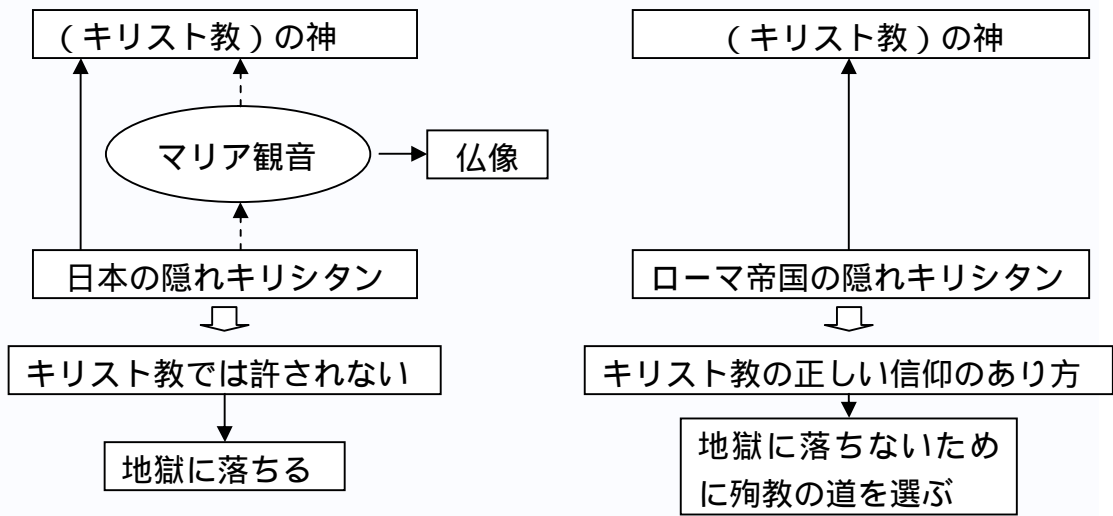 （キリスト教）の神
マリア観音
仏像
日本の隠れキリシタン
キリスト教では許されない
地獄に落ちる
（キリスト教）の神
ローマ帝国の隠れキリシタン
キリスト教の正しい信仰のあり方
地獄に落ちないため
に殉教の道を選ぶ